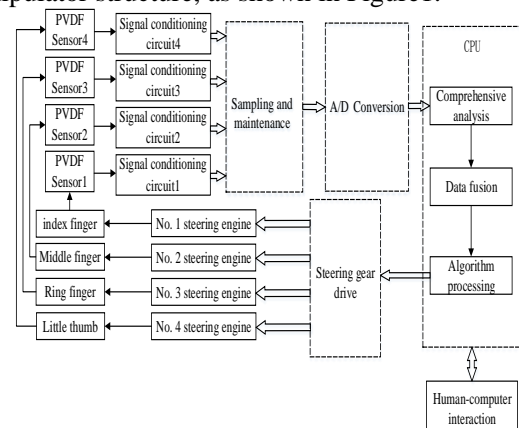 ipulator structure, as shown in Figure1.
PVDF
Sensor4
Signal conditioning
circuit4
PVDF
Sensor3
Signal conditioning
circuit3
PVDF
Sensor2
Signal conditioning
circuit2
PVDF
Sensor1
Signal conditioning
circuit1
Sampling and
maintenance
A/D Conversion
CPU
Comprehensive
analysis
Data fusion
Algorithm
processing
index finger
No. 1 steering engine
Middle finger
No. 2 steering engine
Ring finger
No. 3 steering engine
Little thumb
No. 4 steering engine
Steering gear
drive
Human-computer
interaction